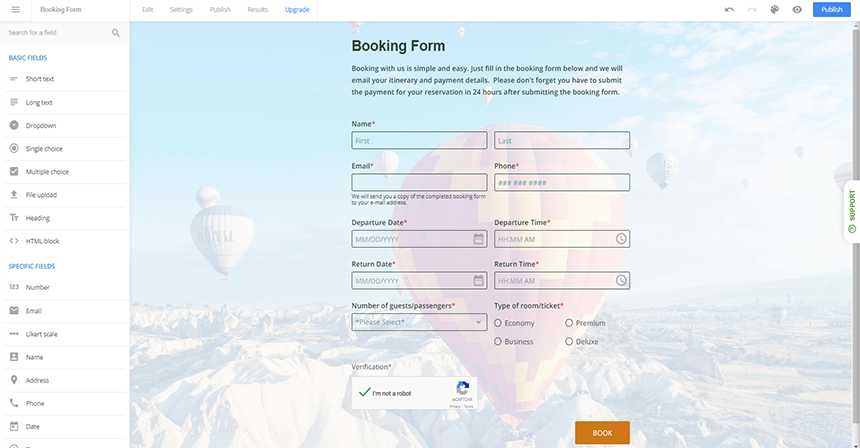 Booking Form
Edit
Settings
Publish
Results
Upgrade
Publish
Search for a field
BASIC FIELDS
Short text
Long text
Dropdown
Single choice
Multiple choice
File upload
Heading
HTML block
SPECIFIC FIELDS
123 Number
Email
Likert scale
Name
Address
Phone
Date
Booking Form
Booking with us is simple and easy. Just fill in the booking form below and we will
email your itinerary and payment details. Please don't forget you have to submit
the payment for your reservation in 24 hours after submitting the booking form.
Name*
First
Last
Email*
Phone*
### ### ####
We will send you a copy of the completed booking form
to your e-mail address.
Departure Date*
Departure Time*
MM/DD/YYYY
HH:MM AM
Return Date*
Return Time*
MM/DD/YYYY
HH:MM AM
Number of guests/passengers*
Type of room/ticket*
*Please Select*
Economy
Premium
Business
Deluxe
Verification*
I'm not a robot
reCAPTCHA
Privacy - Terms
BOOK
SUPPORT